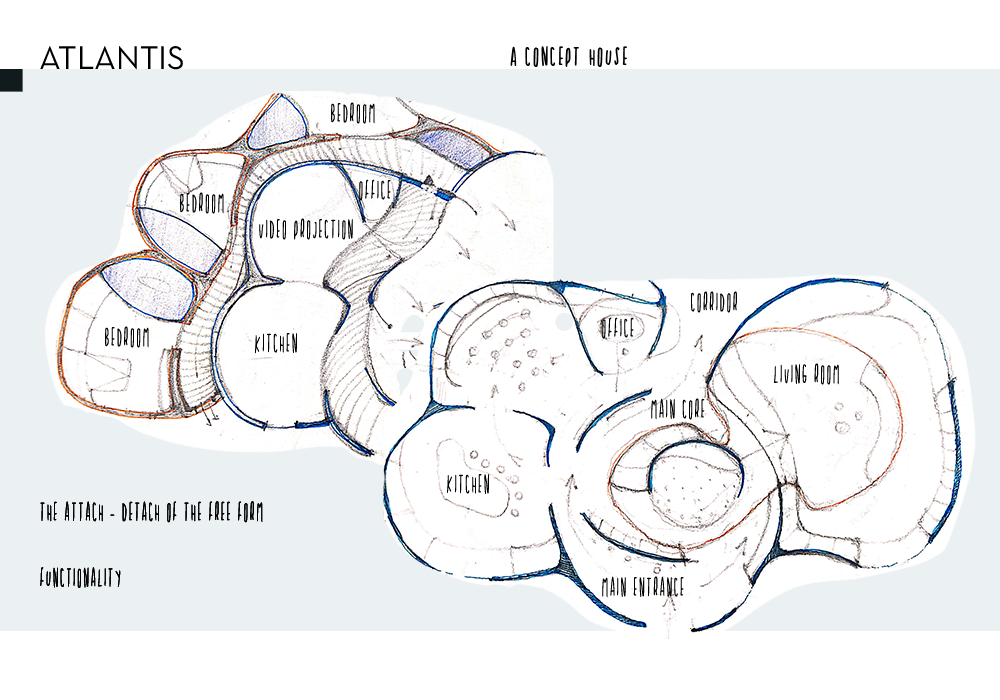 ATLANTIS
A CONCEPT HOUSE
BEDROOM
BEDROOM
OFFICE
VIDEO PROJECTION
BEDROOM
KITCHEN
CORRIDOR
OFFICE
LIVING ROOM
MAIN CORE
KITCHEN
MAIN ENTRANCE
THE ATTACH - DETACH OF THE FREE FORM
FUNCTIONALITY